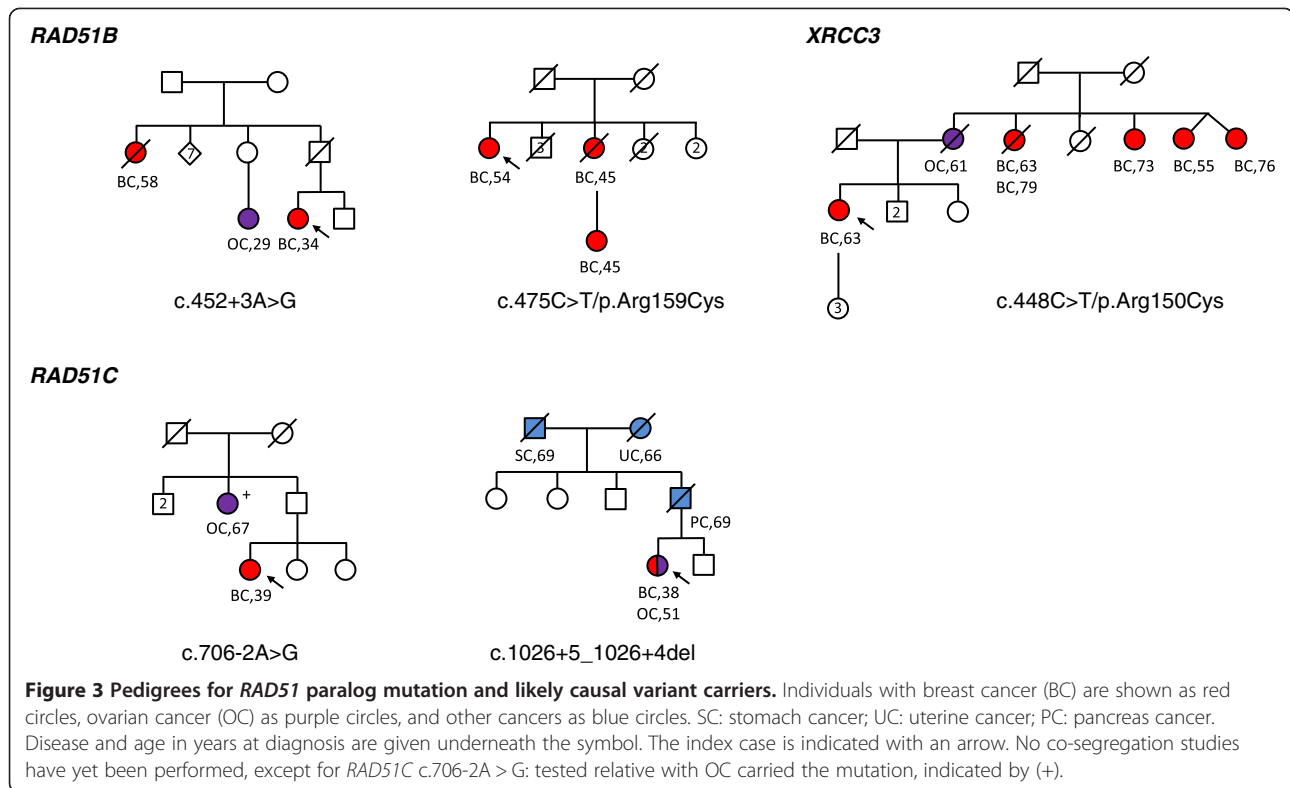 RAD51B
XRCC3
7
BC,58
OC,29 BC,34
c.452+3A>G
3
2
2
BC,54
BC,45
BC,45
c.475C>T/p.Arg159Cys
OC,61
BC,63
BC,79
BC,73
BC,55
BC,76
2
BC,63
3
c.448C>T/p.Arg150Cys
RAD51C
2
+
OC,67
BC,39
c.706-2A>G
SC,69
UC,66
PC,69
BC,38
OC,51
c.1026+5_1026+4del
Figure 3 Pedigrees for RAD51 paralog mutation and likely causal variant carriers. Individuals with breast cancer (BC) are shown as red
circles, ovarian cancer (OC) as purple circles, and other cancers as blue circles. SC: stomach cancer; UC: uterine cancer; PC: pancreas cancer.
Disease and age in years at diagnosis are given underneath the symbol. The index case is indicated with an arrow. No co-segregation studies
have yet been performed, except for RAD51C c.706-2A > G: tested relative with OC carried the mutation, indicated by (+).